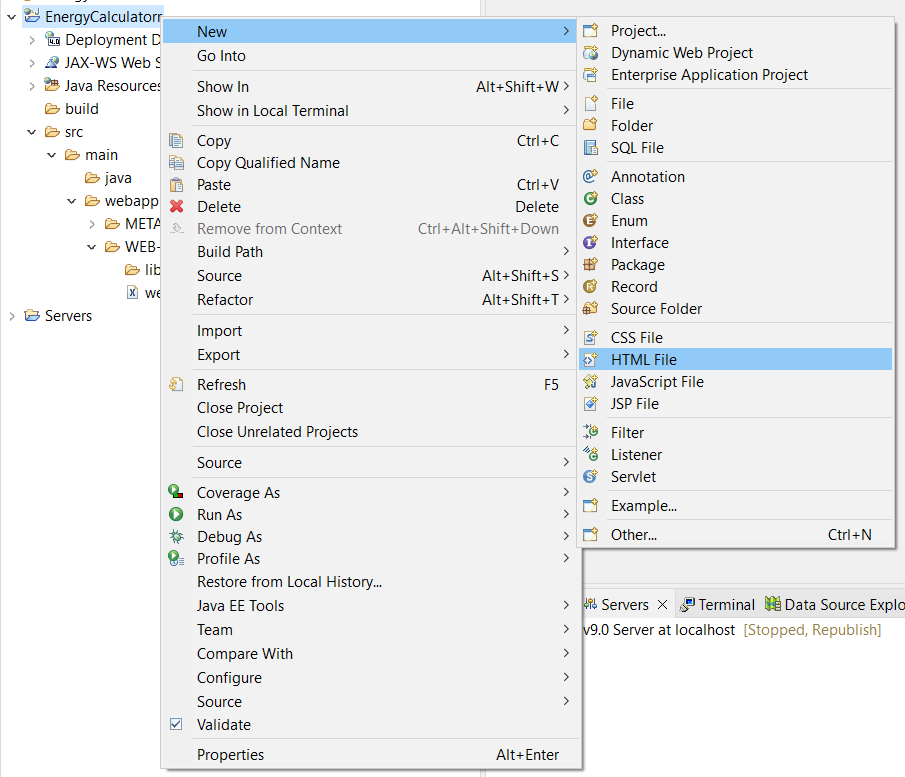 EnergyCalculatorr
Deployment D
JAX-WS Web S
Java Resources
build
src
main
java
webapp
META
WEB-
lib
we
Servers
New
Go Into
Show In Alt+Shift+W
Show in Local Terminal
Copy Ctrl+C
Copy Qualified Name
Paste Ctrl+V
Delete Delete
Remove from Context Ctrl+Alt+Shift+Down
Build Path
Source Alt+Shift+S
Refactor Alt+Shift+T
Import
Export
Refresh F5
Close Project
Close Unrelated Projects
Source
Coverage As
Run As
Debug As
Profile As
Restore from Local History...
Java EE Tools
Team
Compare With
Configure
Source
Validate
Properties Alt+Enter
Project...
Dynamic Web Project
Enterprise Application Project
File
Folder
SQL File
Annotation
Class
Enum
Interface
Package
Record
Source Folder
CSS File
HTML File
JavaScript File
JSP File
Filter
Listener
Servlet
Example...
Other... Ctrl+N
Servers Terminal Data Source Explo
v9.0 Server at localhost [Stopped, Republish]